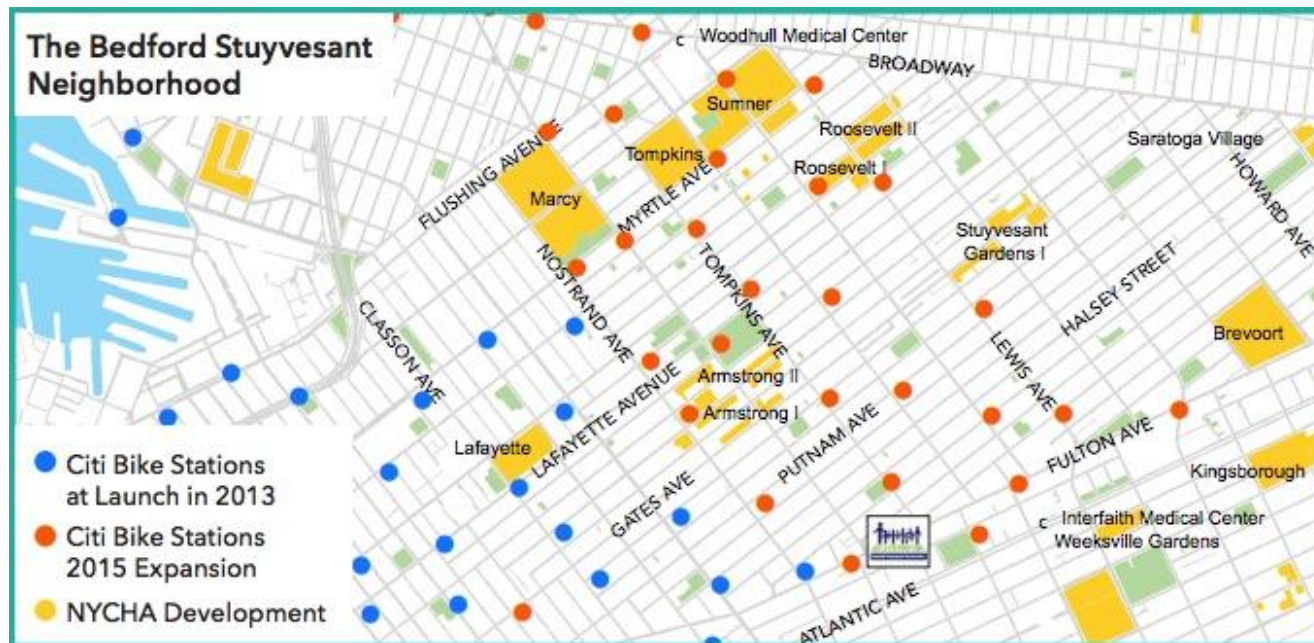 The Bedford Stuyvesant
Neighborhood
c Woodhull Medical Center
BROADWAY
Sumner
Roosevelt II
Saratoga Village
FLUSHING AVENUE
Tompkins
Roosevelt I
HOWARD AVE
Marcy
MYRTLE AVE
Stuyvesant
Gardens I
NOSTRAND AVE
TOMPKINS AVE
HALSEY STREET
CLASSON AVE
LEWIS AVE
Brevoort
Armstrong II
LAFAYETTE AVENUE
Armstrong I
PUTNAM AVE
Lafayette
FULTON AVE
GATES AVE
Kingsborough
c Interfaith Medical Center
Weeksville Gardens
ATLANTIC AVE
Citi Bike Stations
at Launch in 2013
Citi Bike Stations
2015 Expansion
NYCHA Development